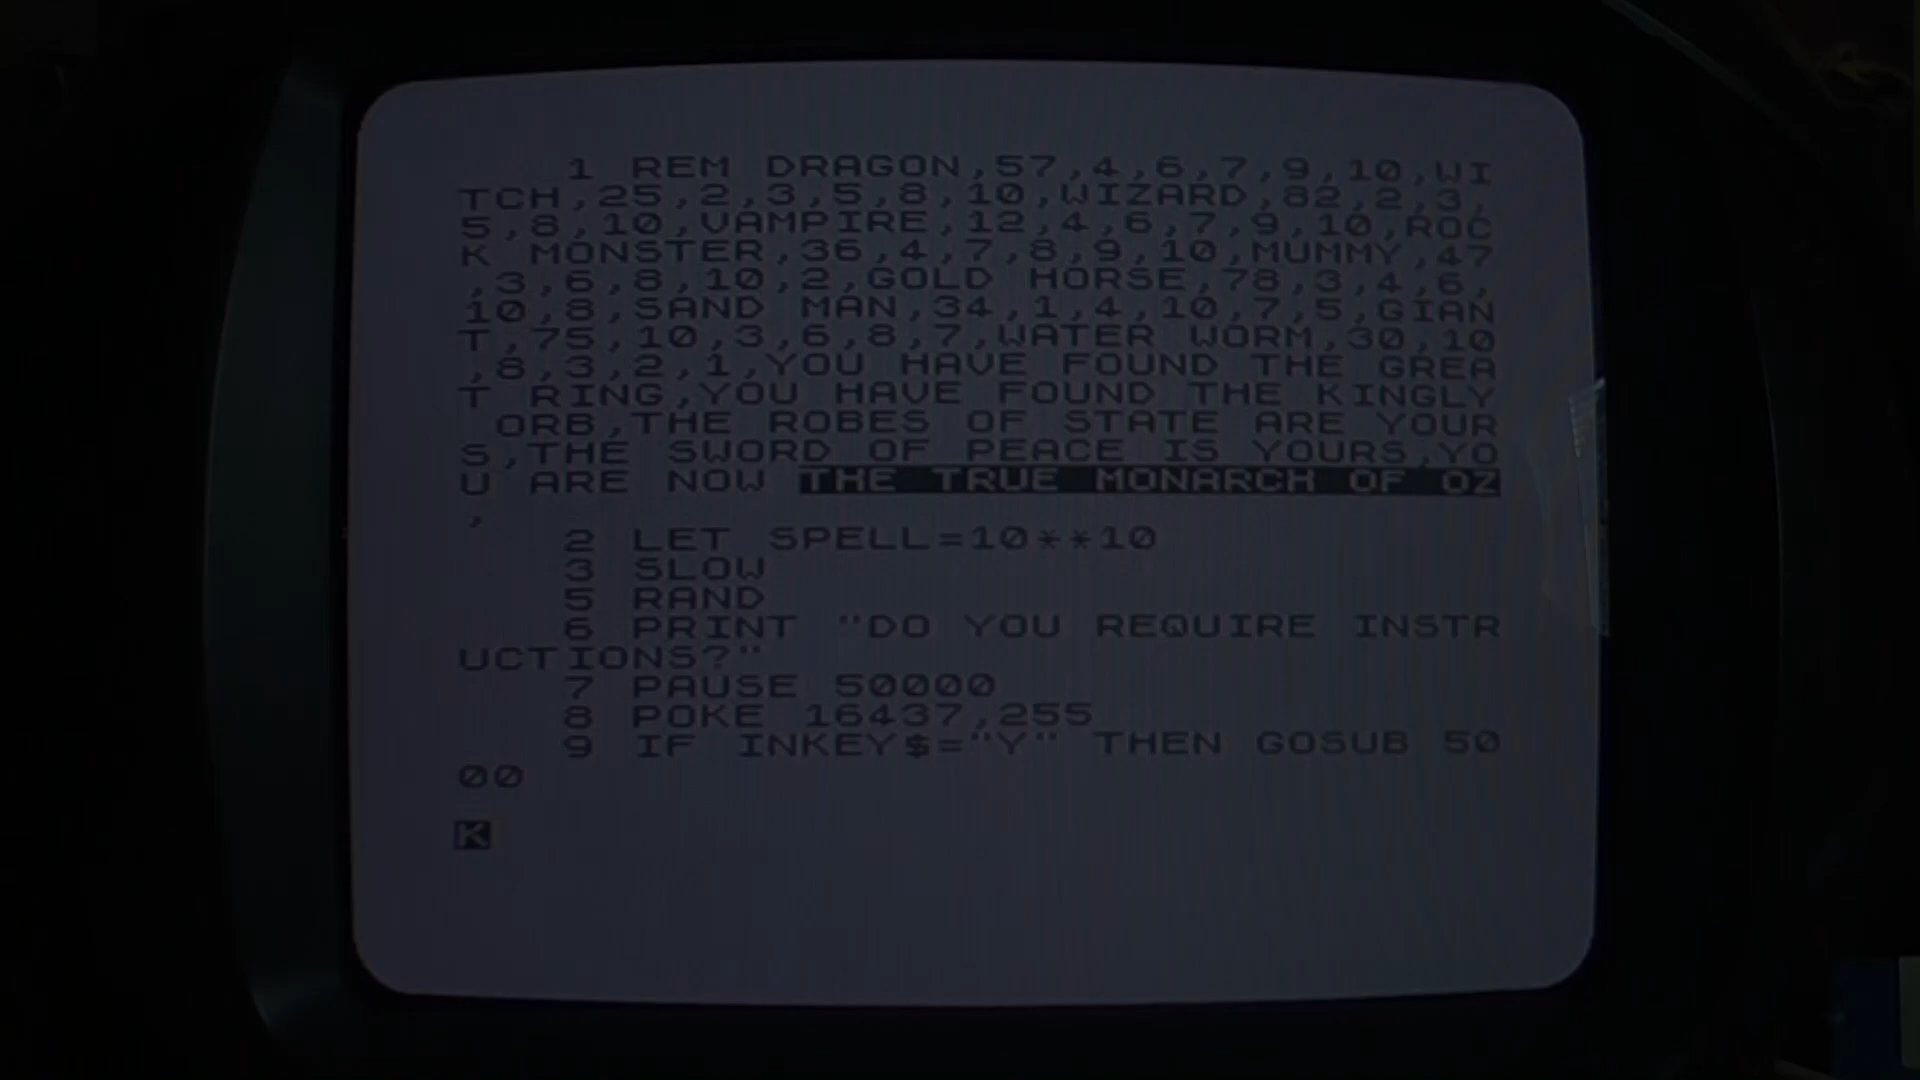 1 REM DRAGON,57,4,6,7,9,10,WI
TCH,25,2,3,5,8,10,WIZARD,82,2,3,
5,8,10,VAMPIRE,12,4,6,7,9,10,ROC
K MONSTER,36,4,7,8,9,10,MUMMY,47
,3,6,8,10,2,GOLD HORSE,78,3,4,6,
10,8,SAND MAN,34,1,4,10,7,5,GIAN
T,75,10,3,6,8,7,WATER WORM,30,10
,8,3,2,1,YOU HAVE FOUND THE GREA
T RING,YOU HAVE FOUND THE KINGLY
ORB,THE ROBES OF STATE ARE YOUR
S,THE SWORD OF PEACE IS YOURS,YO
U ARE NOW THE TRUE MONARCH OF OZ
,
2 LET SPELL=10**10
3 SLOW
5 RAND
6 PRINT "DO YOU REQUIRE INSTR
UCTIONS?"
7 PAUSE 50000
8 POKE 16437,255
9 IF INKEY$="Y" THEN GOSUB 50
00
K